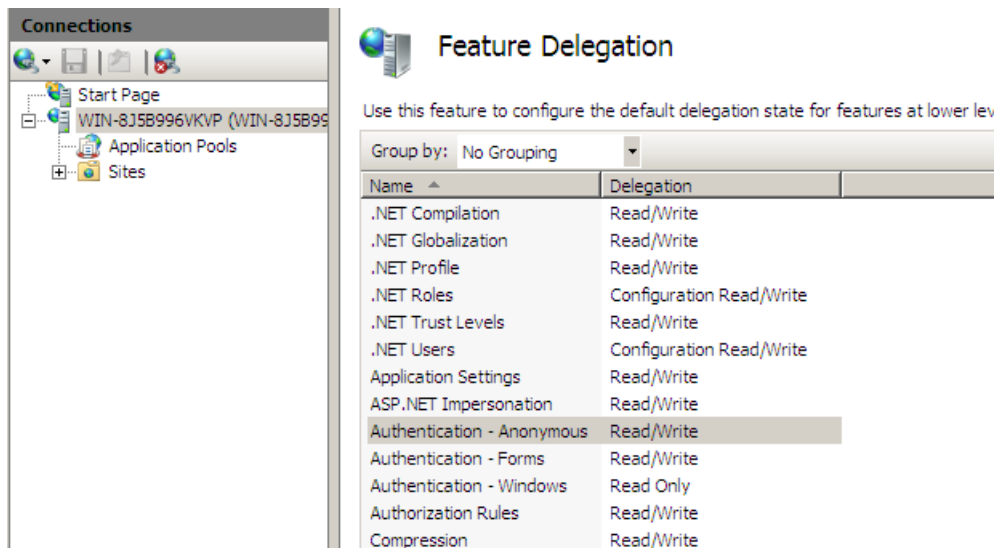 Connections
Start Page
WIN-8J5B996VKVP (WIN-8J5B99
Application Pools
Sites
Feature Delegation
Use this feature to configure the default delegation state for features at lower lev
Group by: No Grouping
Name Delegation
.NET Compilation Read/Write
.NET Globalization Read/Write
.NET Profile Read/Write
.NET Roles Configuration Read/Write
.NET Trust Levels Read/Write
.NET Users Configuration Read/Write
Application Settings Read/Write
ASP.NET Impersonation Read/Write
Authentication - Anonymous Read/Write
Authentication - Forms Read/Write
Authentication - Windows Read Only
Authorization Rules Read/Write
Compression Read/Write